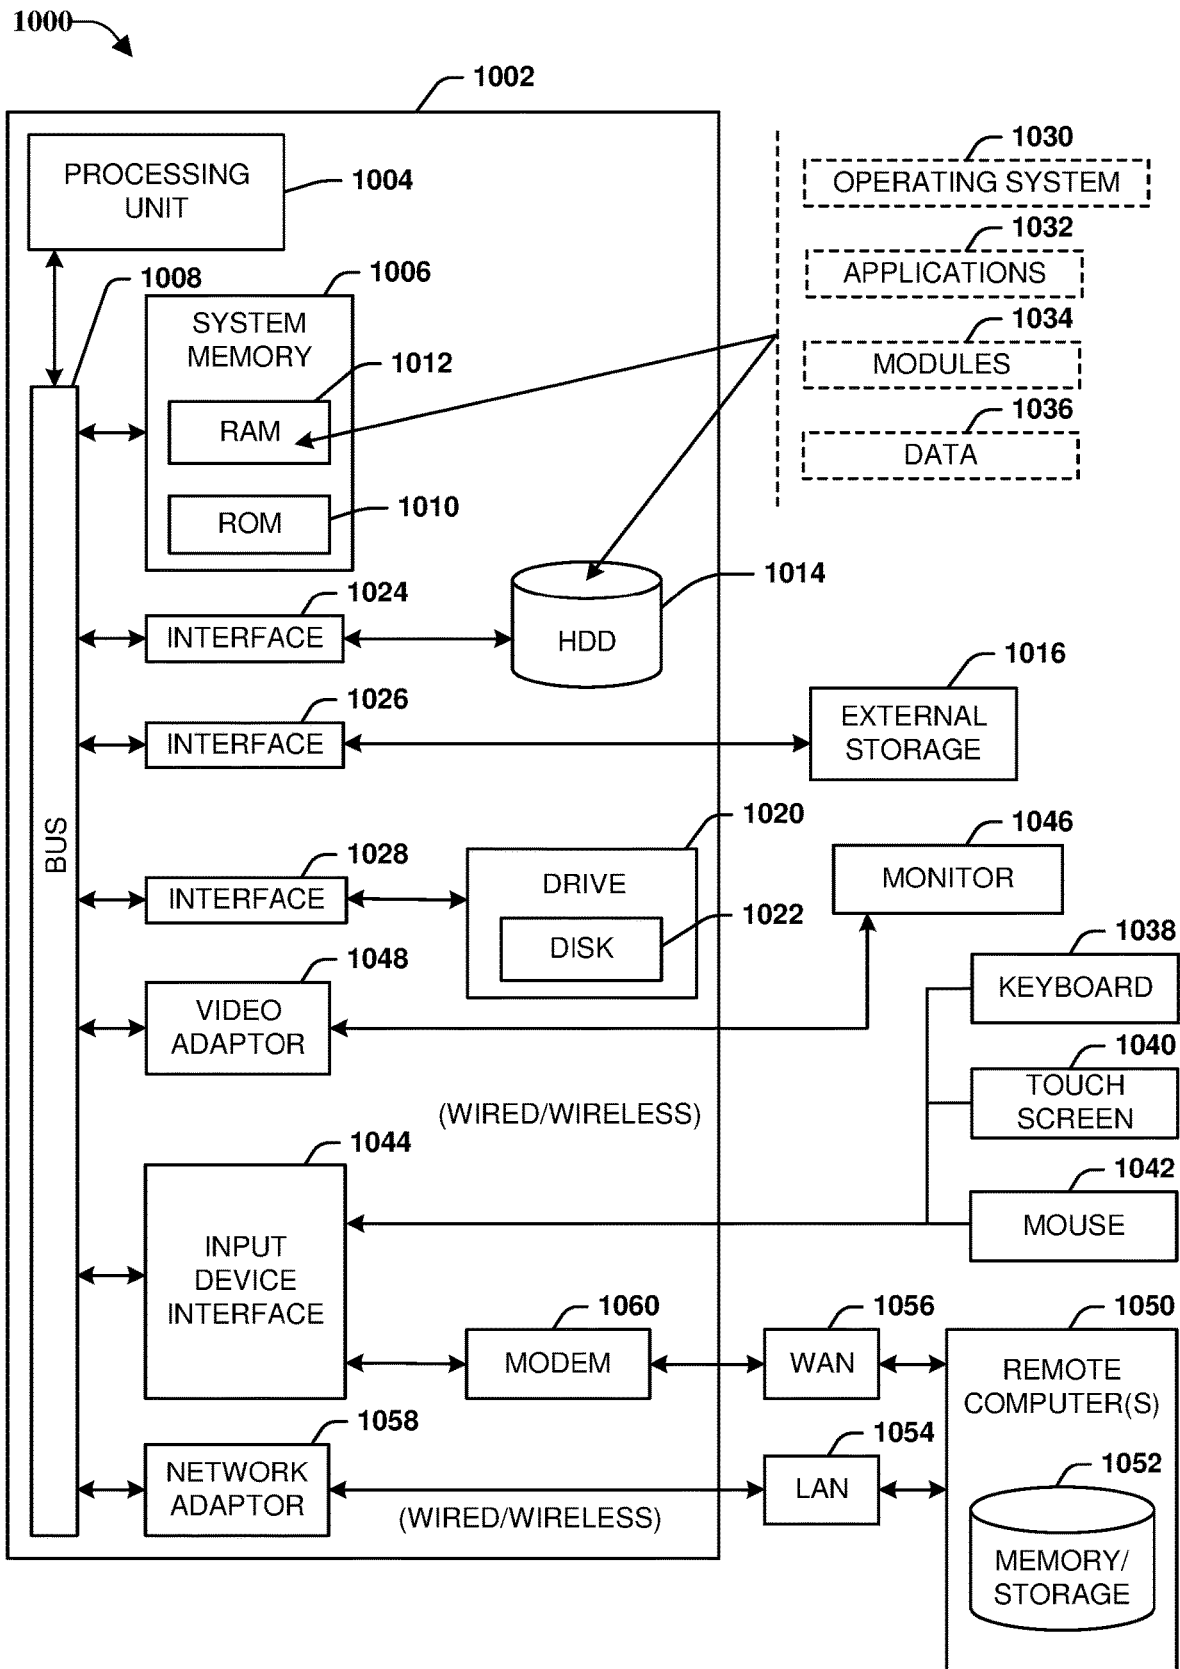 1000
1002
PROCESSING
UNIT
1004
1030
OPERATING SYSTEM
1032
APPLICATIONS
1034
MODULES
1036
DATA
1008
1006
SYSTEM
MEMORY
1012
RAM
1010
ROM
1024
INTERFACE
1014
HDD
1026
INTERFACE
1016
EXTERNAL
STORAGE
BUS
1028
INTERFACE
1020
DRIVE
1022
DISK
1046
MONITOR
1048
VIDEO
ADAPTOR
1038
KEYBOARD
1040
TOUCH
SCREEN
(WIRED/WIRELESS)
1042
MOUSE
1044
INPUT
DEVICE
INTERFACE
1060
MODEM
1056
WAN
1050
REMOTE
COMPUTER(S)
1058
NETWORK
ADAPTOR
(WIRED/WIRELESS)
1054
LAN
1052
MEMORY/
STORAGE